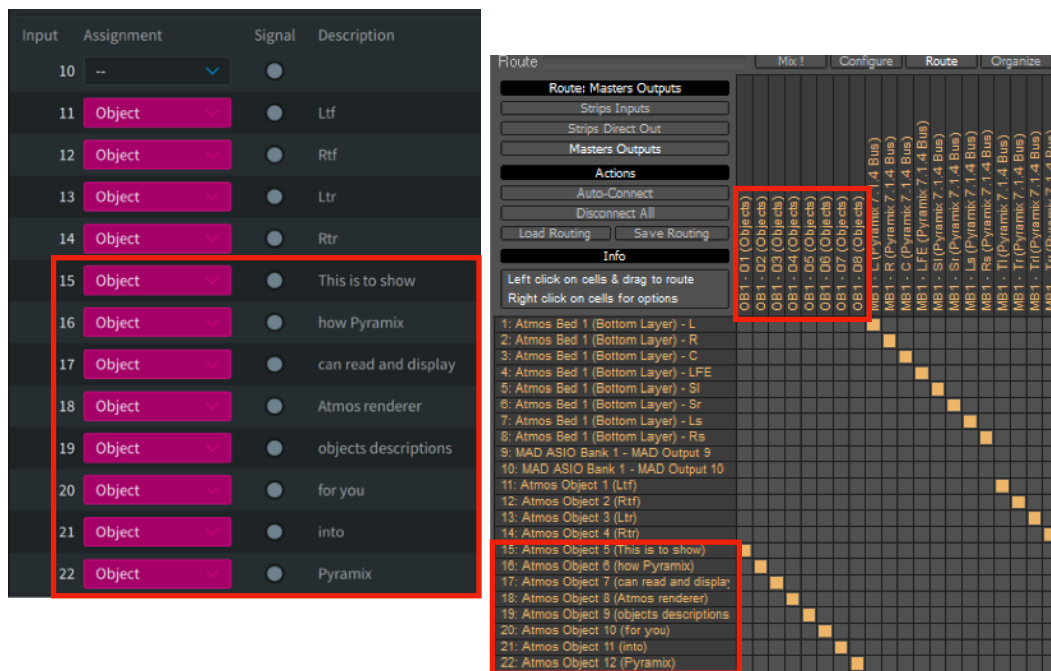 Input Assignment Signal Description
10 --
11 Object Ltf
12 Object Rtf
13 Object Ltr
14 Object Rtr
15 Object This is to show
16 Object how Pyramix
17 Object can read and display
18 Object Atmos renderer
19 Object objects descriptions
20 Object for you
21 Object into
22 Object Pyramix
Route Mix ! Configure Route Organize
Route: Masters Outputs
Strips Inputs
Strips Direct Out
Masters Outputs
Actions
Auto-Connect
Disconnect All
Load Routing Save Routing
Info
Left click on cells & drag to route
Right click on cells for options
OB1 - 01 (Objects)
OB1 - 02 (Objects)
OB1 - 03 (Objects)
OB1 - 04 (Objects)
OB1 - 05 (Objects)
OB1 - 06 (Objects)
OB1 - 07 (Objects)
OB1 - 08 (Objects)
MB1 - L (Pyramix 7.1.4 Bus)
MB1 - R (Pyramix 7.1.4 Bus)
MB1 - C (Pyramix 7.1.4 Bus)
MB1 - LFE (Pyramix 7.1.4 Bus)
MB1 - Sl (Pyramix 7.1.4 Bus)
MB1 - Sr (Pyramix 7.1.4 Bus)
MB1 - Ls (Pyramix 7.1.4 Bus)
MB1 - Rs (Pyramix 7.1.4 Bus)
MB1 - Tl (Pyramix 7.1.4 Bus)
MB1 - Tr (Pyramix 7.1.4 Bus)
MB1 - Trl (Pyramix 7.1.4 Bus)
1: Atmos Bed 1 (Bottom Layer) - L
2: Atmos Bed 1 (Bottom Layer) - R
3: Atmos Bed 1 (Bottom Layer) - C
4: Atmos Bed 1 (Bottom Layer) - LFE
5: Atmos Bed 1 (Bottom Layer) - Sl
6: Atmos Bed 1 (Bottom Layer) - Sr
7: Atmos Bed 1 (Bottom Layer) - Ls
8: Atmos Bed 1 (Bottom Layer) - Rs
9: MAD ASIO Bank 1 - MAD Output 9
10: MAD ASIO Bank 1 - MAD Output 10
11: Atmos Object 1 (Ltf)
12: Atmos Object 2 (Rtf)
13: Atmos Object 3 (Ltr)
14: Atmos Object 4 (Rtr)
15: Atmos Object 5 (This is to show)
16: Atmos Object 6 (how Pyramix)
17: Atmos Object 7 (can read and display
18: Atmos Object 8 (Atmos renderer)
19: Atmos Object 9 (objects descriptions
20: Atmos Object 10 (for you)
21: Atmos Object 11 (into)
22: Atmos Object 12 (Pyramix)